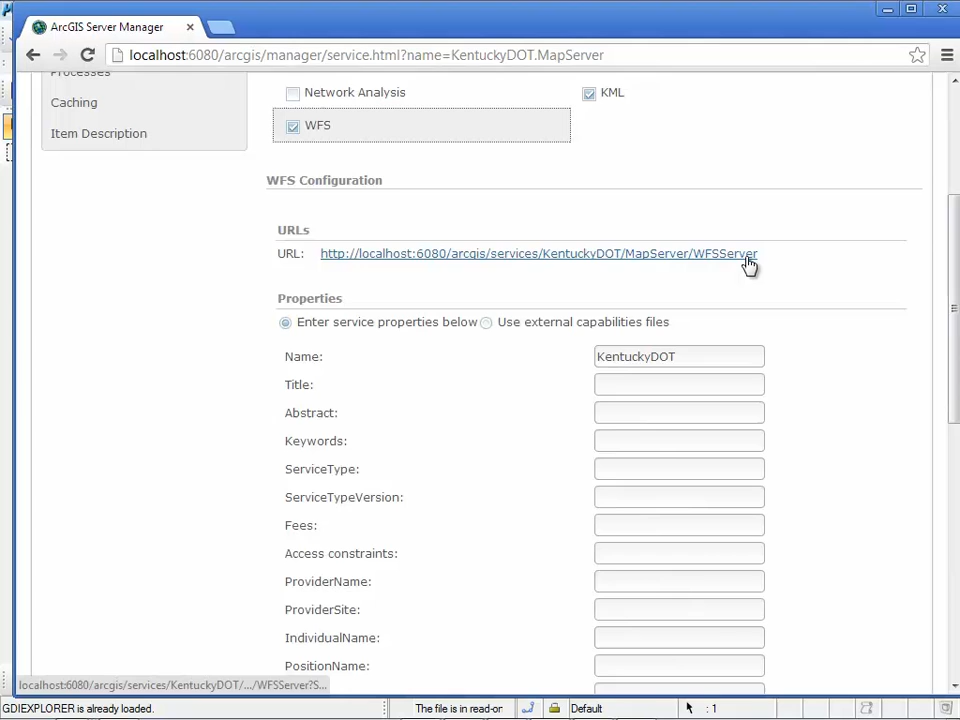 ArcGIS Server Manager
localhost:6080/arcgis/manager/service.html?name=KentuckyDOT.MapServer
Processes
Network Analysis KML
Caching
WFS
Item Description
WFS Configuration
URLs
URL: http://localhost:6080/arcgis/services/KentuckyDOT/MapServer/WFSServer
Properties
Enter service properties below Use external capabilities files
Name: KentuckyDOT
Title:
Abstract:
Keywords:
ServiceType:
ServiceTypeVersion:
Fees:
Access constraints:
ProviderName:
ProviderSite:
IndividualName:
PositionName:
localhost:6080/arcgis/services/KentuckyDOT/.../WFSServer?S...
GDIEXPLORER is already loaded. The file is in read-on Default : 1